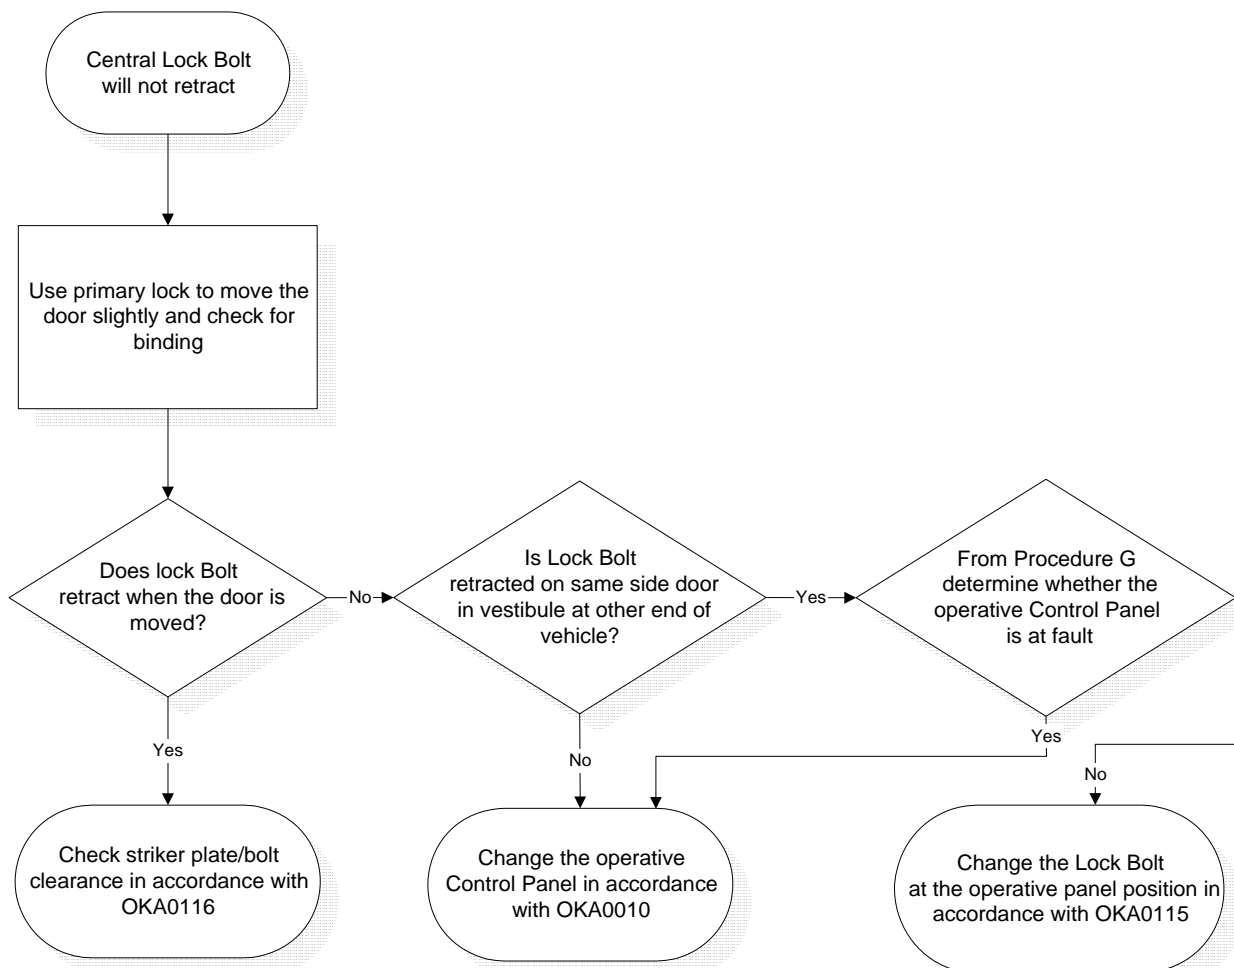 Central Lock Bolt
will not retract
Use primary lock to move the
door slightly and check for
binding
Does lock Bolt
retract when the door is
moved?
No
Is Lock Bolt
retracted on same side door
in vestibule at other end of
vehicle?
Yes
From Procedure G
determine whether the
operative Control Panel
is at fault
Yes
No
Yes
No
Check striker plate/bolt
clearance in accordance with
OKA0116
Change the operative
Control Panel in accordance
with OKA0010
Change the Lock Bolt
at the operative panel position in
accordance with OKA0115